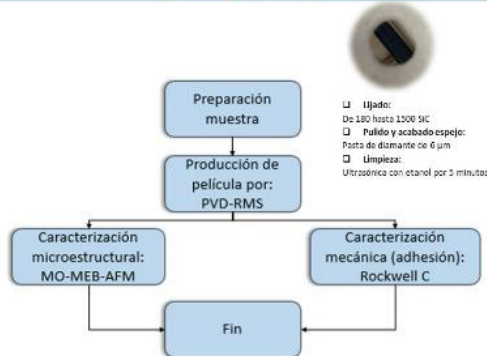 Preparación
muestra
❑ Lijado:
De 180 hasta 1500 SiC
❑ Pulido y acabado espejo:
Pasta de diamante de 6 µm
❑ Limpieza:
Ultrasónica con etanol por 5 minutos
Producción de
película por:
PVD-RMS
Caracterización
microestructural:
MO-MEB-AFM
Caracterización
mecánica (adhesión):
Rockwell C
Fin